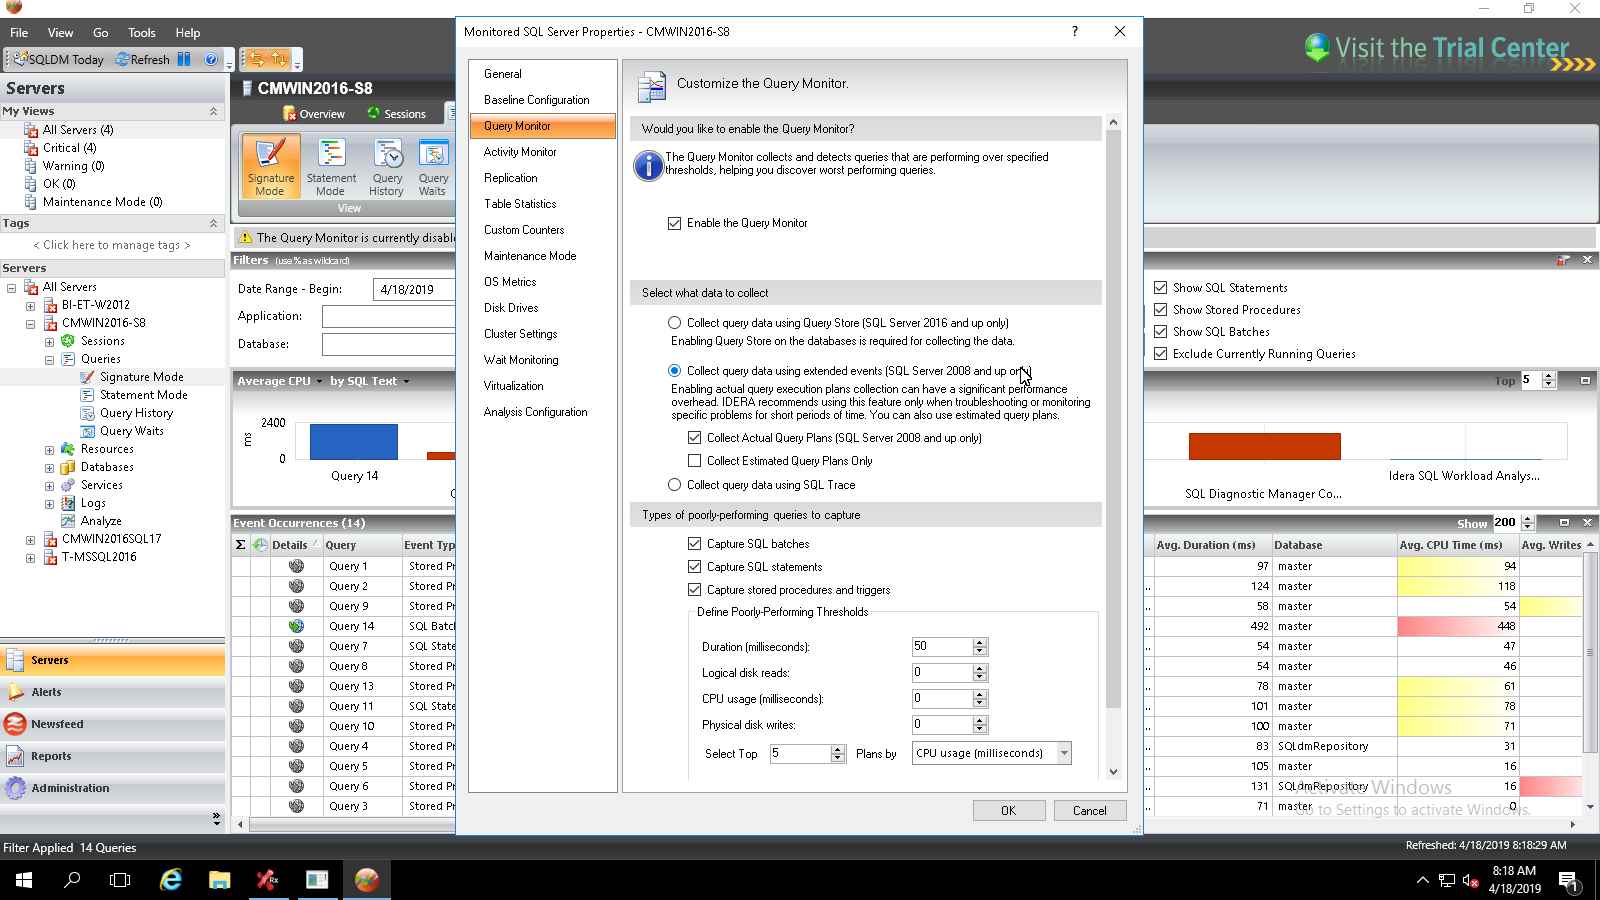 File View Go Tools Help
SQLDM Today Refresh
Visit the Trial Center
Servers
My Views
All Servers (4)
Critical (4)
Warning (0)
OK (0)
Maintenance Mode (0)
Tags
< Click here to manage tags >
Servers
All Servers
BI-ET-W2012
CMWIN2016-S8
Sessions
Queries
Signature Mode
Statement Mode
Query History
Query Waits
Resources
Databases
Services
Logs
Analyze
CMWIN2016SQL17
T-MSSQL2016
Servers
Alerts
Newsfeed
Reports
Administration
Filter Applied 14 Queries
CMWIN2016-S8
Overview Sessions
Signature Mode
Statement Mode
Query History
Query Waits
View
The Query Monitor is currently disable
Filters (use % as wildcard)
Date Range - Begin: 4/18/2019
Application:
Database:
Average CPU by SQL Text
2400
ms
0
Query 14
Event Occurrences (14)
Σ Details Query Event Typ
Query 1 Stored Pr
Query 2 Stored Pr
Query 9 Stored Pr
Query 14 SQL Batc
Query 7 SQL State
Query 8 Stored Pr
Query 13 Stored Pr
Query 11 SQL State
Query 10 Stored Pr
Query 4 Stored Pr
Query 5 Stored Pr
Query 6 Stored Pr
Query 3 Stored Pr
Monitored SQL Server Properties - CMWIN2016-S8
General
Baseline Configuration
Query Monitor
Activity Monitor
Replication
Table Statistics
Custom Counters
Maintenance Mode
OS Metrics
Disk Drives
Cluster Settings
Wait Monitoring
Virtualization
Analysis Configuration
Customize the Query Monitor.
Would you like to enable the Query Monitor?
The Query Monitor collects and detects queries that are performing over specified
thresholds, helping you discover worst performing queries.
Enable the Query Monitor
Select what data to collect
Collect query data using Query Store (SQL Server 2016 and up only)
Enabling Query Store on the databases is required for collecting the data.
Collect query data using extended events (SQL Server 2008 and up only)
Enabling actual query execution plans collection can have a significant performance
overhead. IDERA recommends using this feature only when troubleshooting or monitoring
specific problems for short periods of time. You can also use estimated query plans.
Collect Actual Query Plans (SQL Server 2008 and up only)
Collect Estimated Query Plans Only
Collect query data using SQL Trace
Types of poorly-performing queries to capture
Capture SQL batches
Capture SQL statements
Capture stored procedures and triggers
Define Poorly-Performing Thresholds
Duration (milliseconds): 50
Logical disk reads: 0
CPU usage (milliseconds): 0
Physical disk writes: 0
Select Top 5 Plans by CPU usage (milliseconds)
OK Cancel
Show SQL Statements
Show Stored Procedures
Show SQL Batches
Exclude Currently Running Queries
Top 5
SQL Diagnostic Manager Co...
Idera SQL Workload Analys...
Show 200
Avg. Duration (ms) Database Avg. CPU Time (ms) Avg. Writes
97 master 94
124 master 118
58 master 54
492 master 448
54 master 47
54 master 46
78 master 61
101 master 78
100 master 71
83 SQLdmRepository 31
105 master 16
131 SQLdmRepository 16
71 master 0
Activate Windows
Go to Settings to activate Windows.
Refreshed: 4/18/2019 8:18:29 AM
8:18 AM
4/18/2019
1